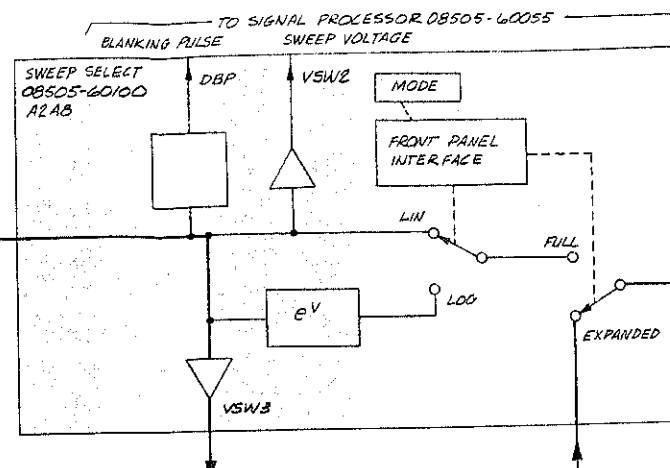 TO SIGNAL PROCESSOR 08505-60055
BLANKING PULSE
SWEEP VOLTAGE
SWEEP SELECT
08505-60100
A2A8
DBP
VSW2
MODE
FRONT PANEL
INTERFACE
LIN
FULL
LOG
e^V
EXPANDED
VSW3